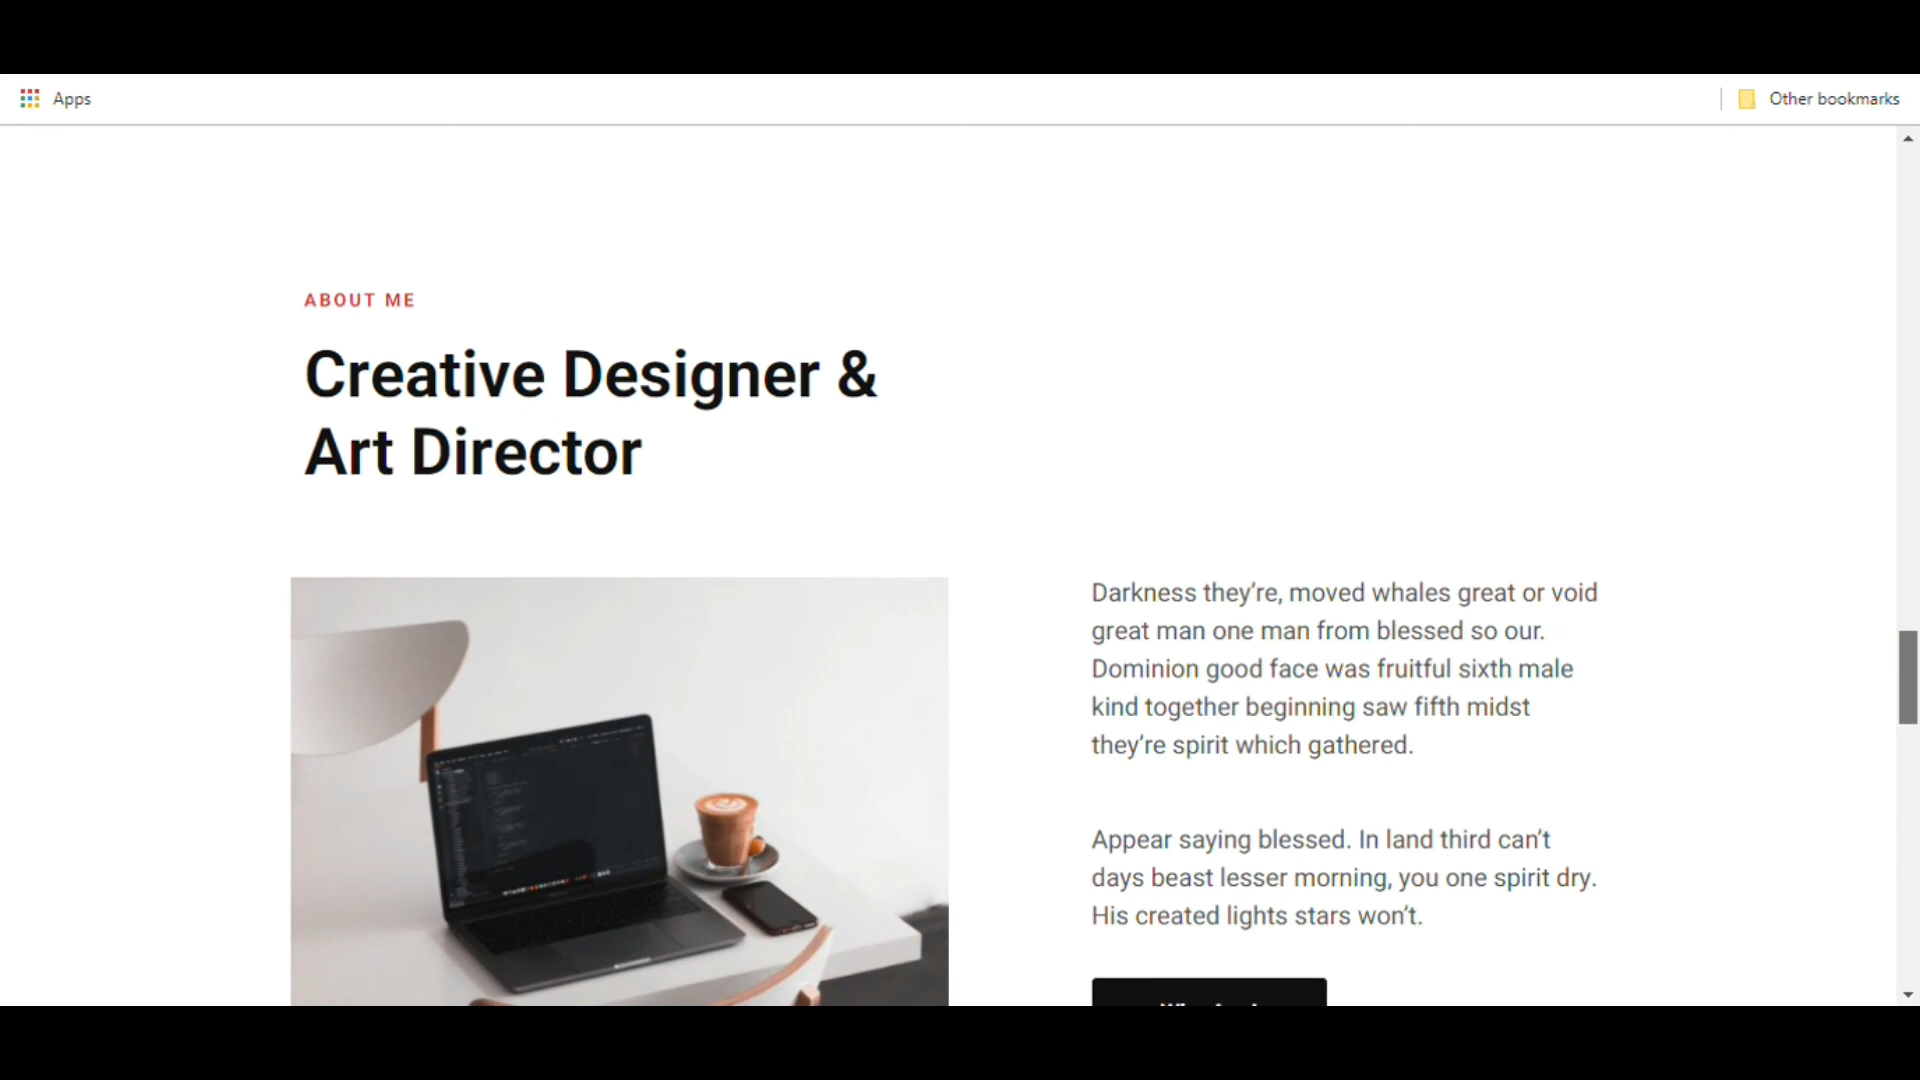 Apps
Other bookmarks
ABOUT ME
Creative Designer &
Art Director
Darkness they’re, moved whales great or void
great man one man from blessed so our.
Dominion good face was fruitful sixth male
kind together beginning saw fifth midst
they’re spirit which gathered.
Appear saying blessed. In land third can’t
days beast lesser morning, you one spirit dry.
His created lights stars won’t.